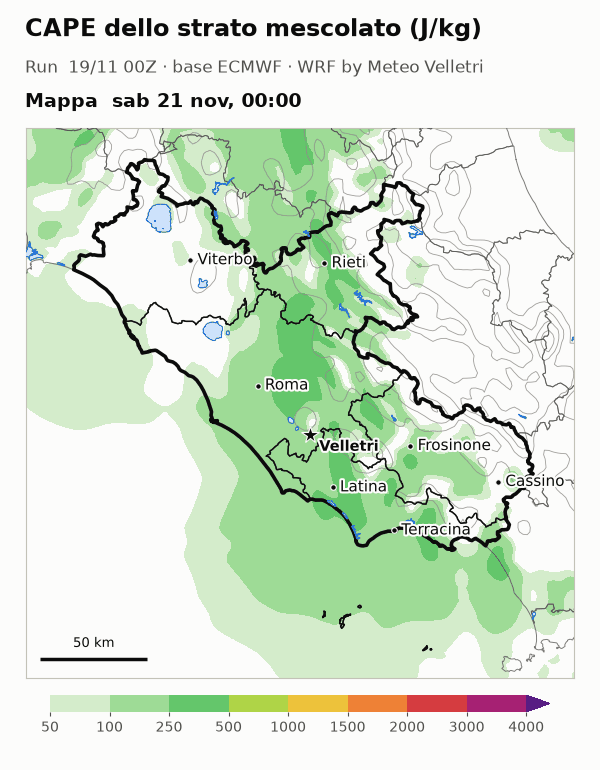 CAPE dello strato mescolato (J/kg)
Run  19/11 00Z · base ECMWF · WRF by Meteo Velletri
Mappa  sab 21 nov, 00:00
Viterbo
Rieti
Roma
Velletri
Frosinone
Latina
Cassino
Terracina
50 km
50 100 250 500 1000 1500 2000 3000 4000